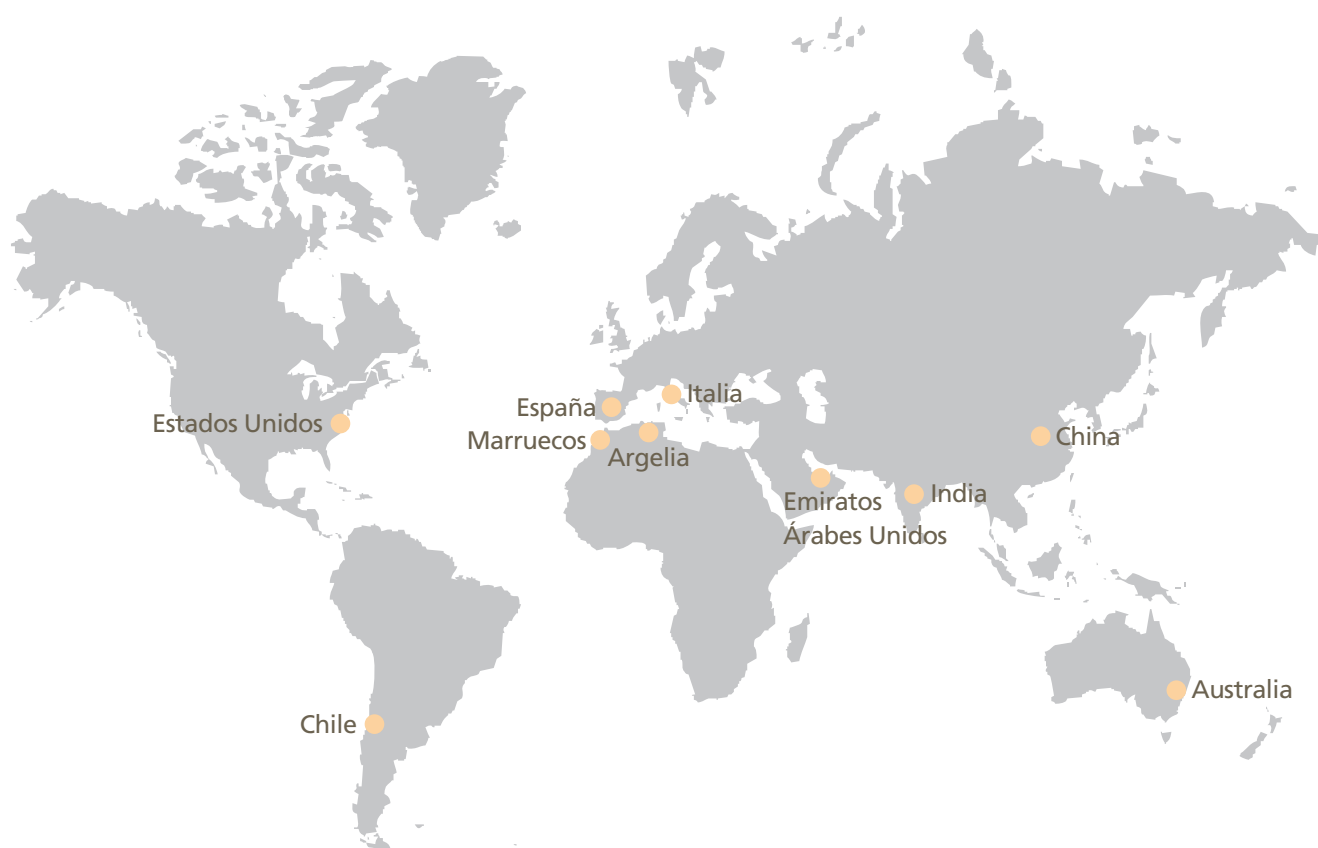 Italia
España
Estados Unidos
China
Marruecos
Argelia
India
Emiratos
Árabes Unidos
Australia
Chile